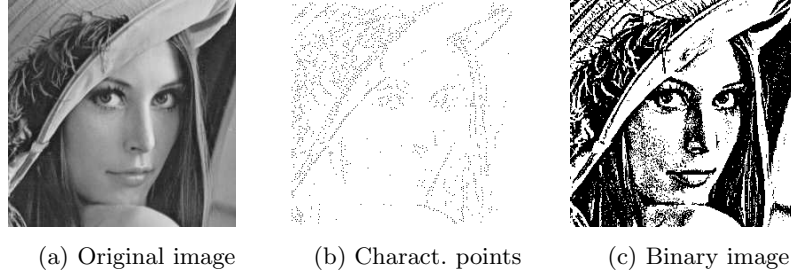 (a) Original image
(b) Charact. points
(c) Binary image